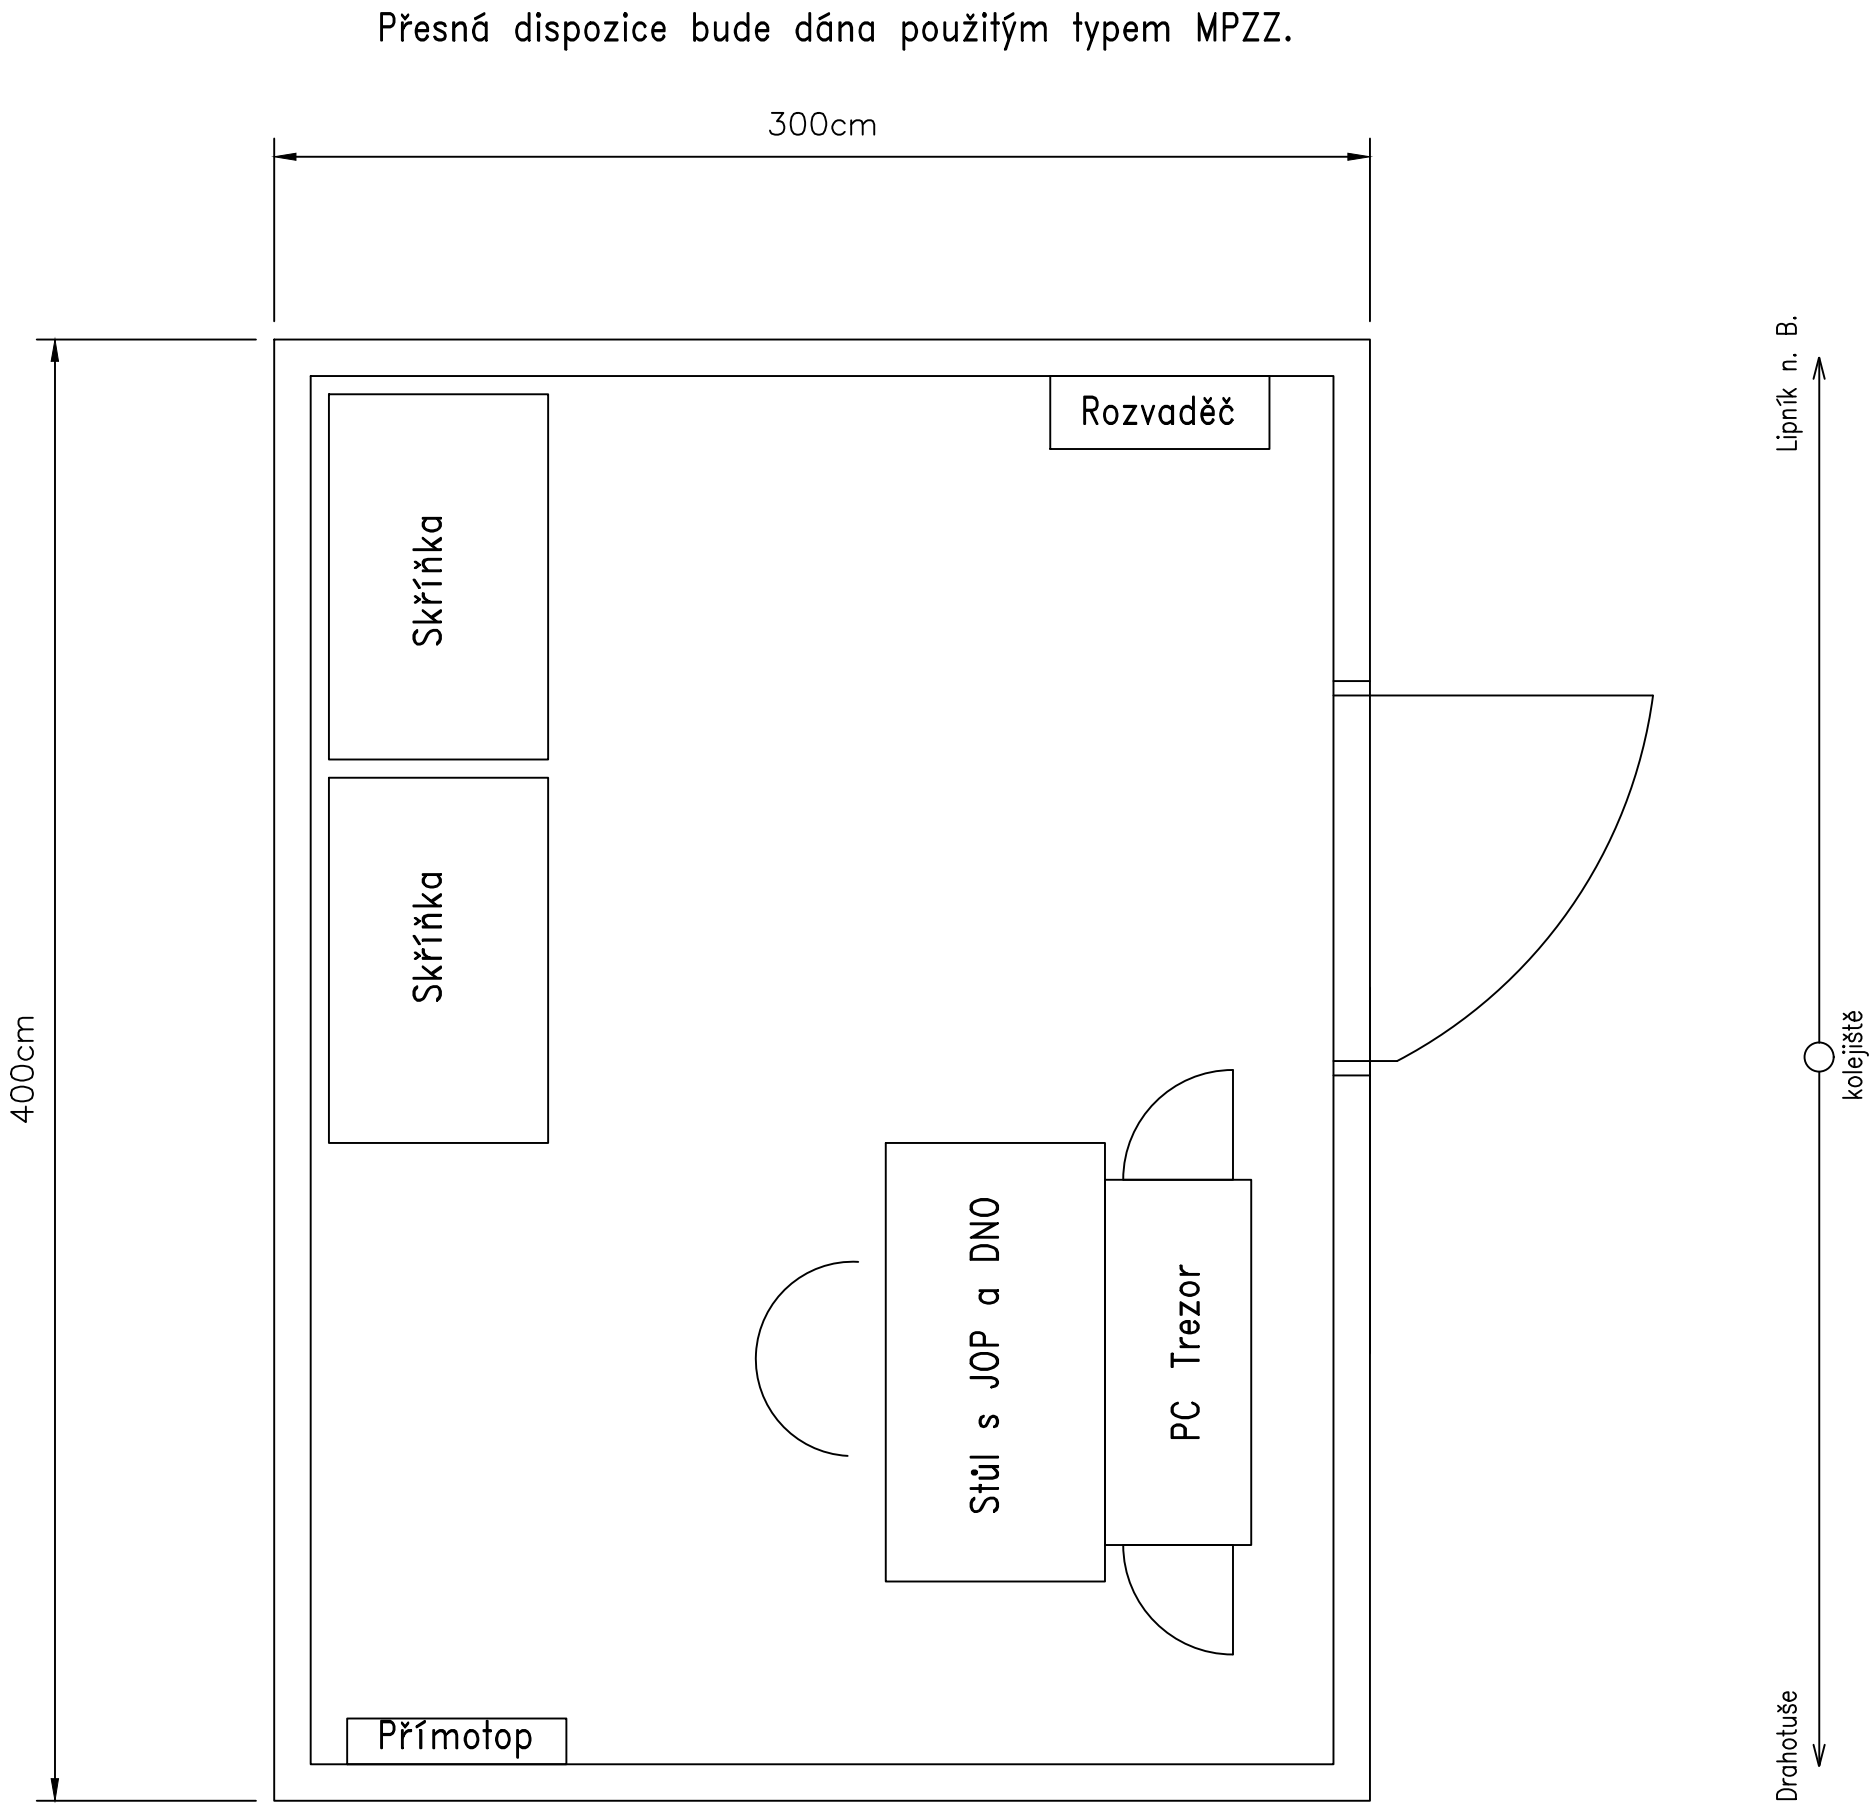 Přesná dispozice bude dána použitým typem MPZZ.
300cm
Lipník n. B.
Rozvaděč
Skříňka
Skříňka
400cm
kolejiště
Stůl s JOP a DNO
PC Trezor
Přímotop
Drahotuše